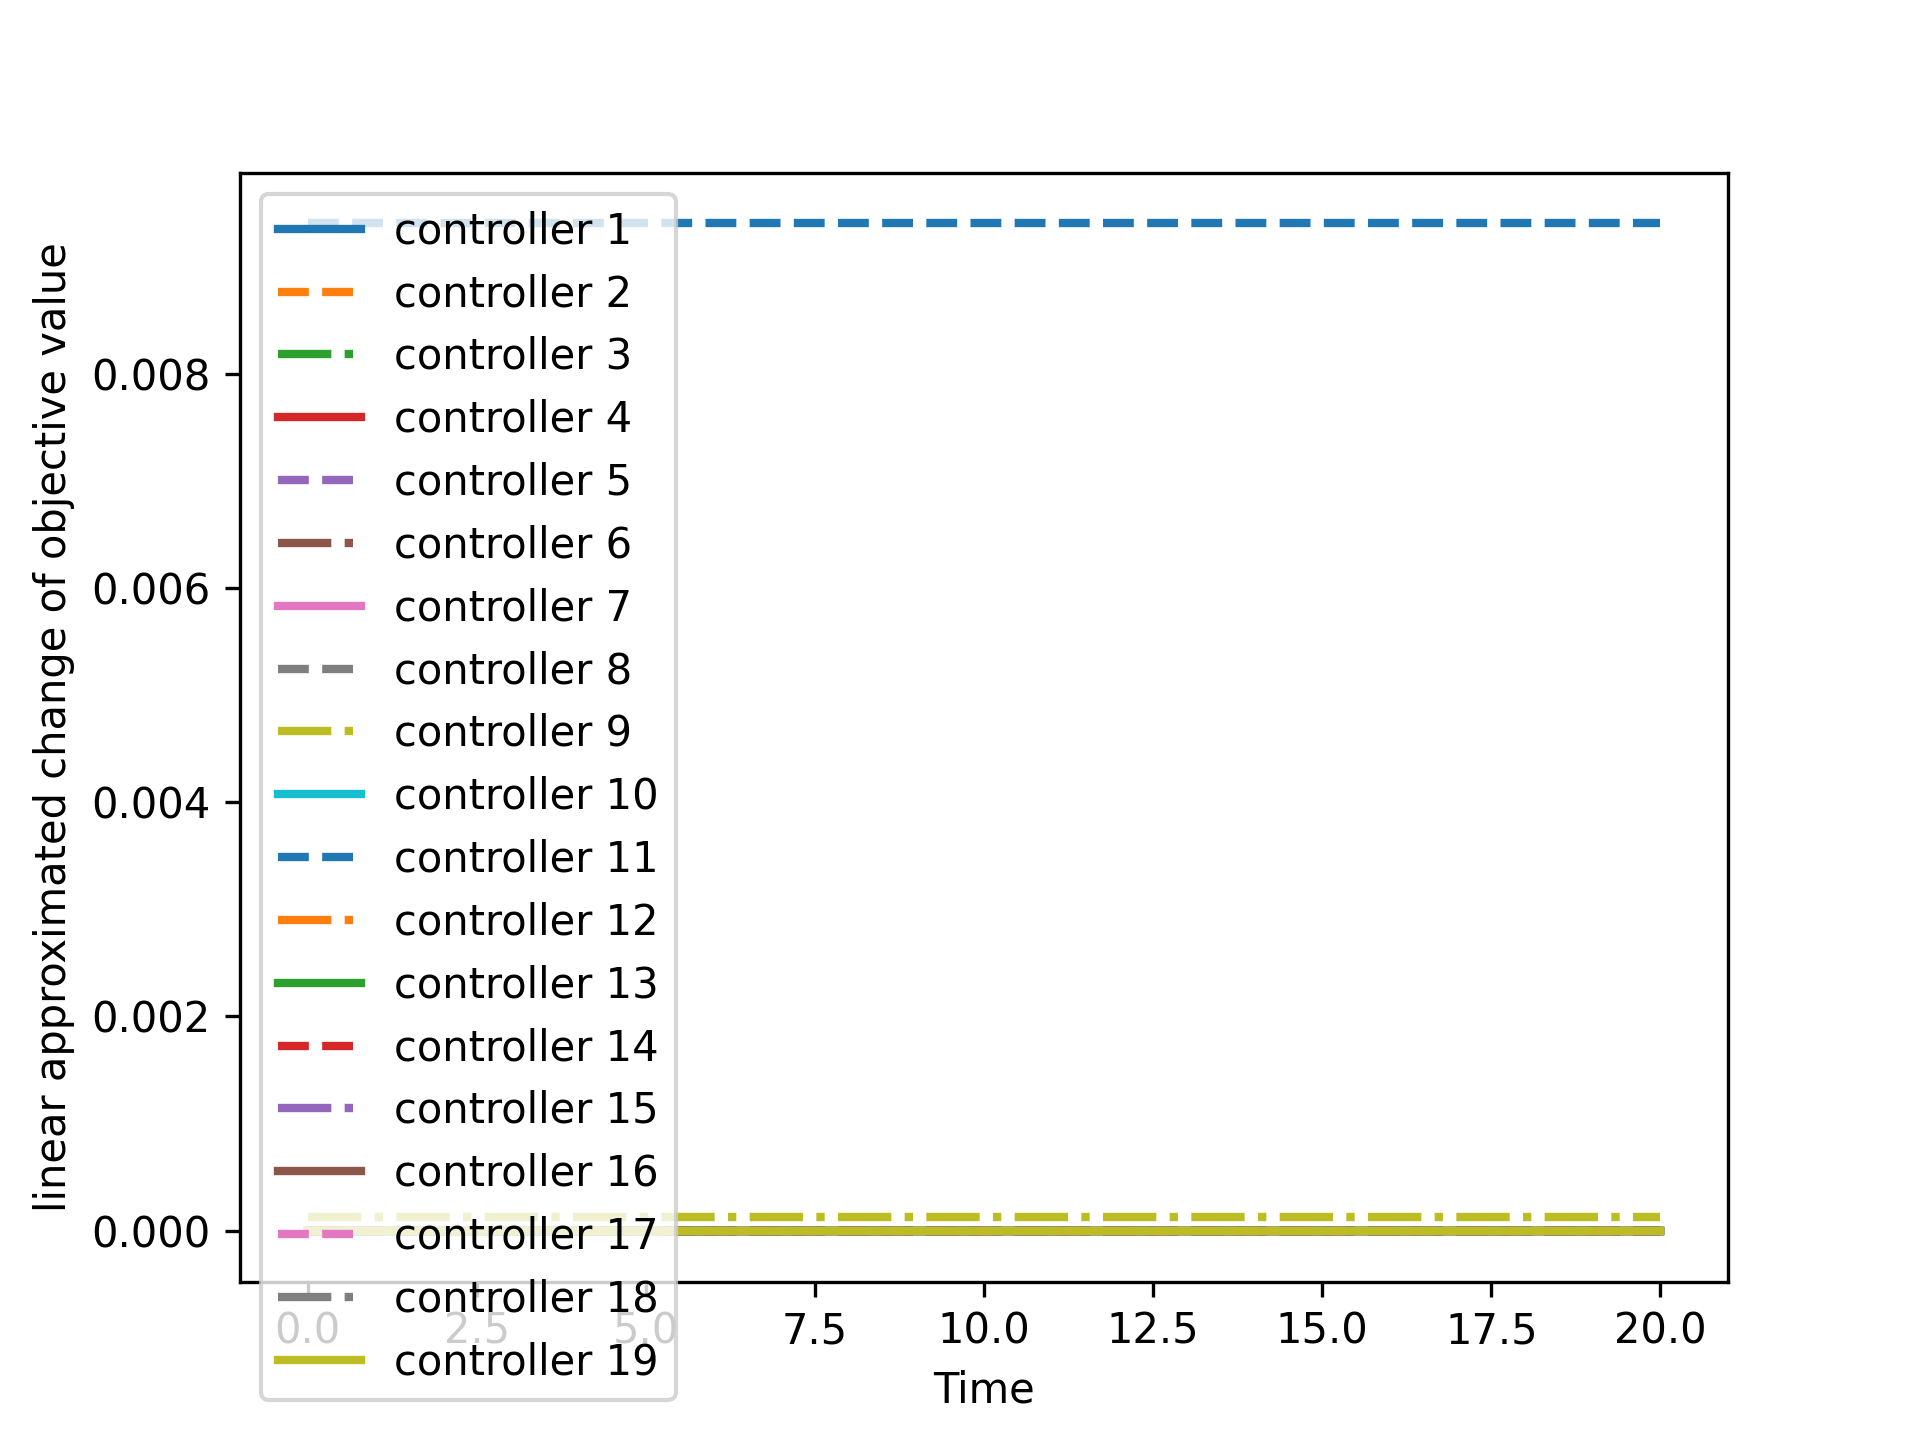 linear approximated change of objective value
0.008
0.006
0.004
0.002
0.000
controller 1
controller 2
controller 3
controller 4
controller 5
controller 6
controller 7
controller 8
controller 9
controller 10
controller 11
controller 12
controller 13
controller 14
controller 15
controller 16
controller 17
controller 18
controller 19
0.0 2.5 5.0 7.5 10.0 12.5 15.0 17.5 20.0
Time